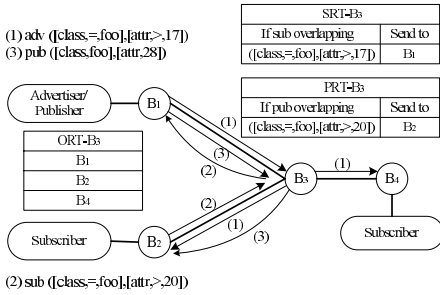 (1) adv ([class,=,foo],[attr,>,17])
(3) pub ([class,foo],[attr,28])
SRT-B3
If sub overlapping Send to
([class,=,foo],[attr,>,17]) B1
PRT-B3
If pub overlapping Send to
([class,=,foo],[attr,>,20]) B2
Advertiser/
Publisher
B1
ORT-B3
B1
B2
B4
(1)
(3)
(2)
B3
(1)
B4
(2)
(1)
(3)
Subscriber
B2
Subscriber
(2) sub ([class,=,foo],[attr,>,20])